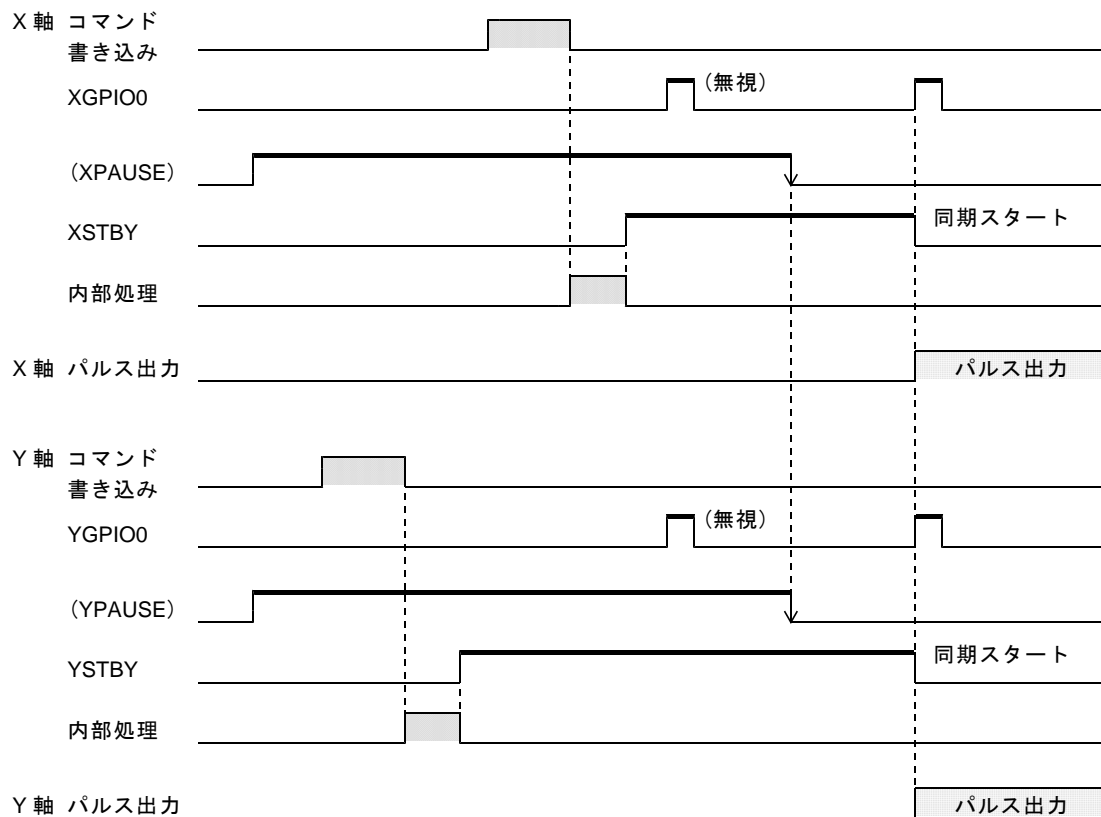 X 軸 コマンド
書き込み
XGPIO0
(無視)
(XPAUSE)
XSTBY
同期スタート
内部処理
X 軸 パルス出力
パルス出力
Y 軸 コマンド
書き込み
YGPIO0
(無視)
(YPAUSE)
YSTBY
同期スタート
内部処理
Y 軸 パルス出力
パルス出力